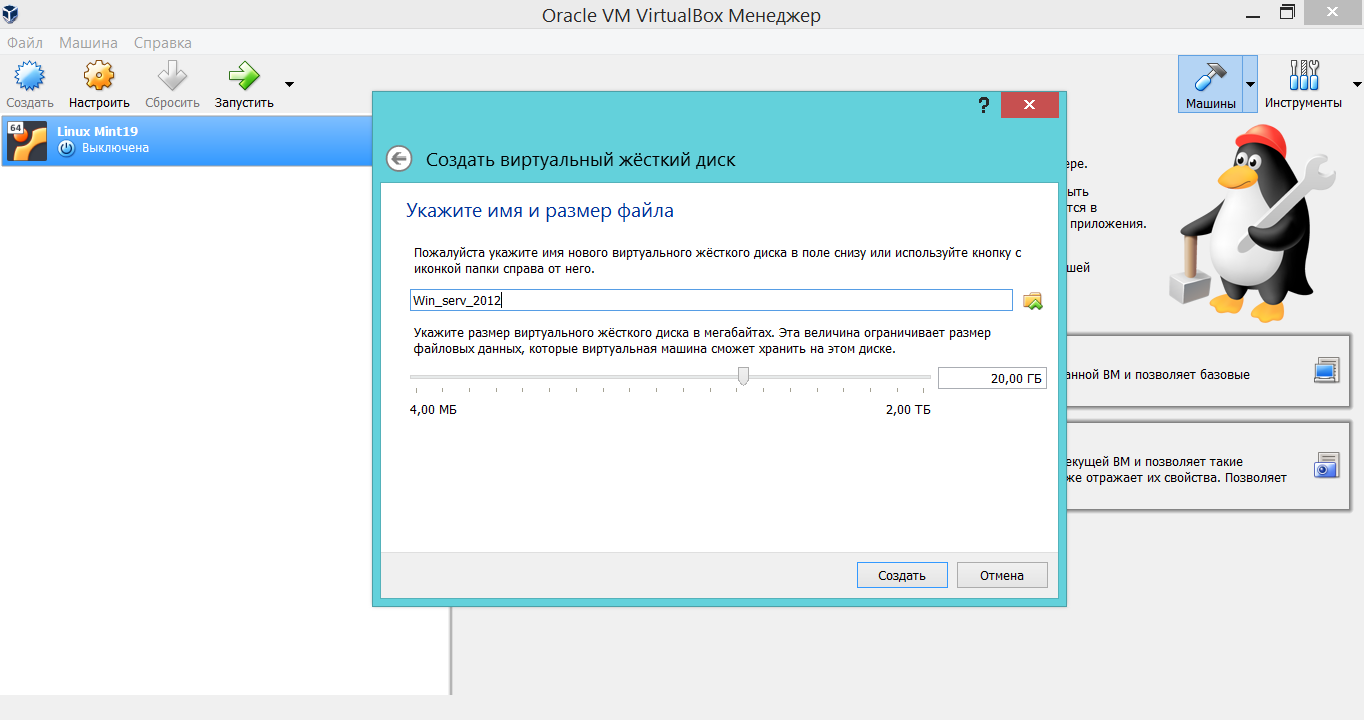 Oracle VM VirtualBox Менеджер
Файл Машина Справка
Создать Настроить Сбросить Запустить Машины Инструменты
64
Linux Mint19
Выключена
?
Создать виртуальный жёсткий диск
Укажите имя и размер файла
Пожалуйста укажите имя нового виртуального жёсткого диска в поле снизу или используйте кнопку с
иконкой папки справа от него.
Win_serv_2012
Укажите размер виртуального жёсткого диска в мегабайтах. Эта величина ограничивает размер
файловых данных, которые виртуальная машина сможет хранить на этом диске.
20,00 ГБ
4,00 МБ 2,00 ТБ
Создать Отмена
ере.
ыть
тся в
приложения.
шей
анной ВМ и позволяет базовые
екущей ВМ и позволяет такие
же отражает их свойства. Позволяет